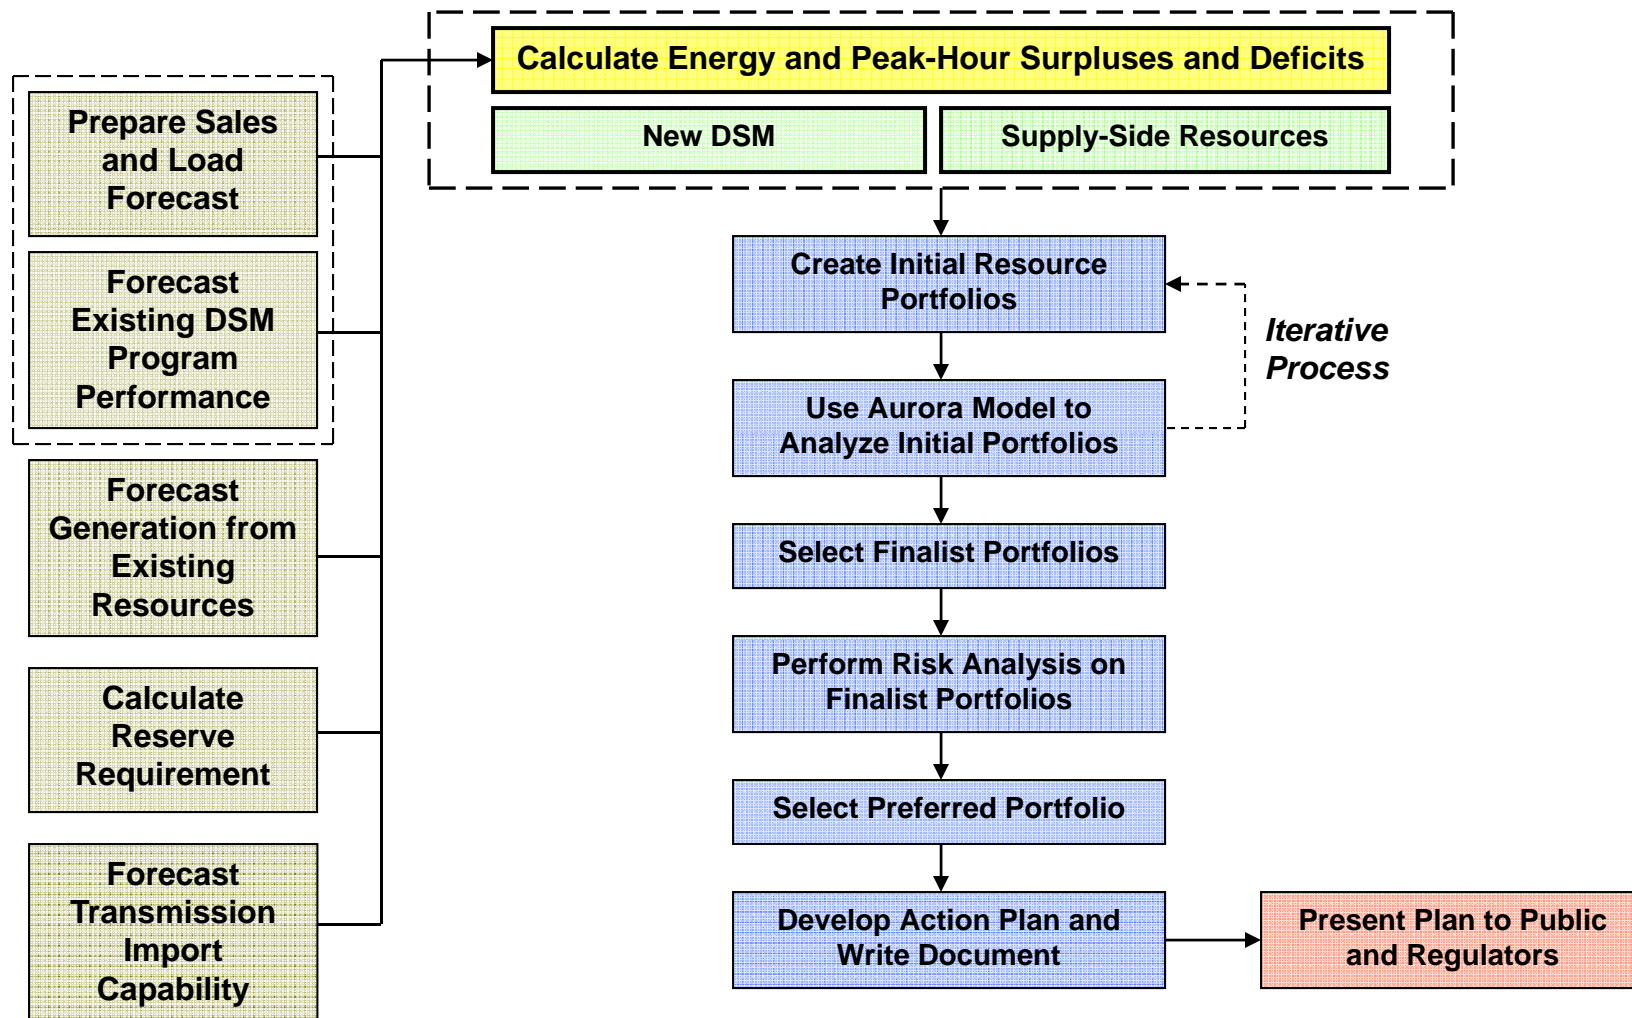 Calculate Energy and Peak-Hour Surpluses and Deficits
New DSM
Supply-Side Resources
Prepare Sales
and Load
Forecast
Forecast
Existing DSM
Program
Performance
Forecast
Generation from
Existing
Resources
Calculate
Reserve
Requirement
Forecast
Transmission
Import
Capability
Create Initial Resource
Portfolios
Iterative
Process
Use Aurora Model to
Analyze Initial Portfolios
Select Finalist Portfolios
Perform Risk Analysis on
Finalist Portfolios
Select Preferred Portfolio
Develop Action Plan and
Write Document
Present Plan to Public
and Regulators